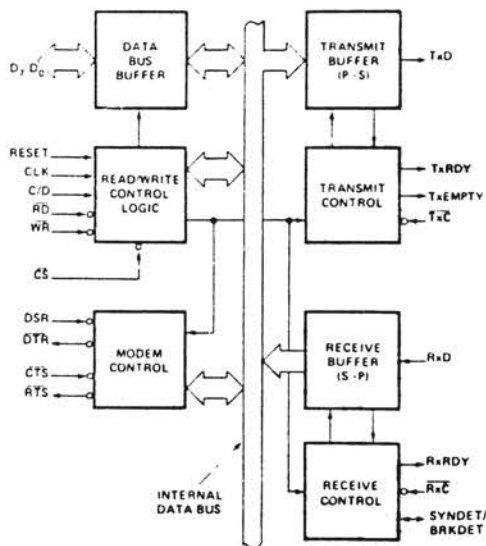 DATA
BUS
BUFFER
D7 D0
TRANSMIT
BUFFER
(P-S)
TxD
RESET
CLK
C/D
RD
WR
CS
READ/WRITE
CONTROL
LOGIC
TRANSMIT
CONTROL
TxRDY
TxEMPTY
TxC
DSR
DTR
CTS
RTS
MODEM
CONTROL
RECEIVE
BUFFER
(S-P)
RxD
INTERNAL
DATA BUS
RECEIVE
CONTROL
RxRDY
RxC
SYNDET/
BRKDET